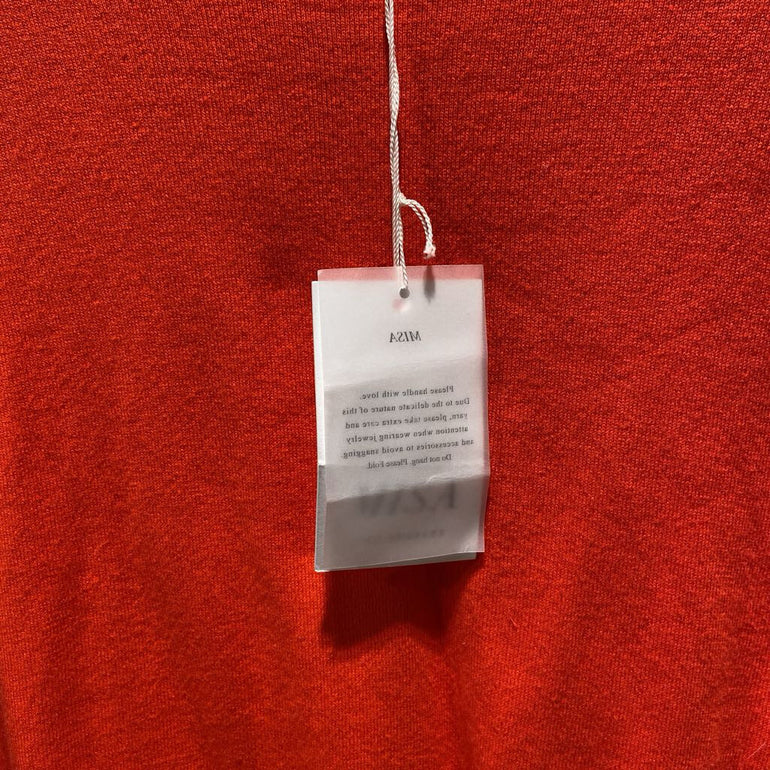 MISA
Please handle with love.
Due to the delicate nature of this
yarn, please take extra care and
attention when wearing jewelry
and accessories to avoid snagging.
Do not hang. Please Fold.